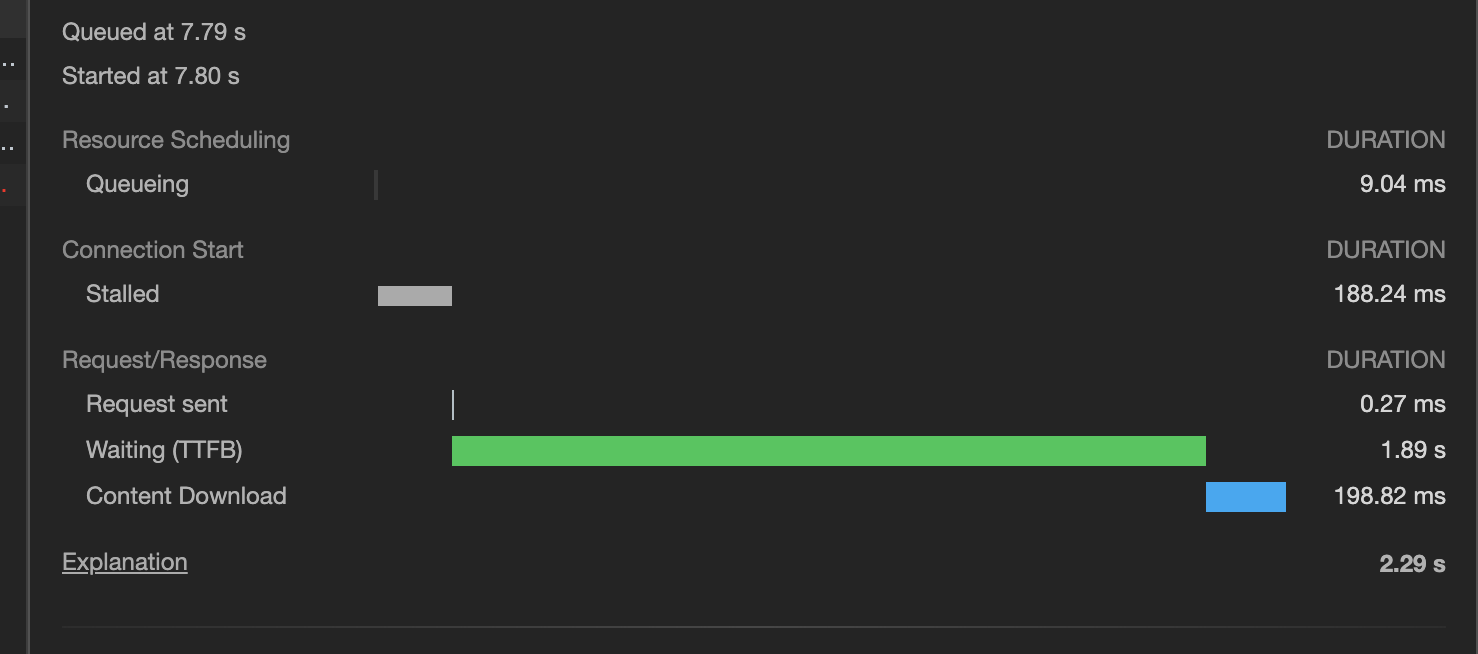 Queued at 7.79 s
Started at 7.80 s
Resource Scheduling DURATION
Queueing 9.04 ms
Connection Start DURATION
Stalled 188.24 ms
Request/Response DURATION
Request sent 0.27 ms
Waiting (TTFB) 1.89 s
Content Download 198.82 ms
Explanation 2.29 s